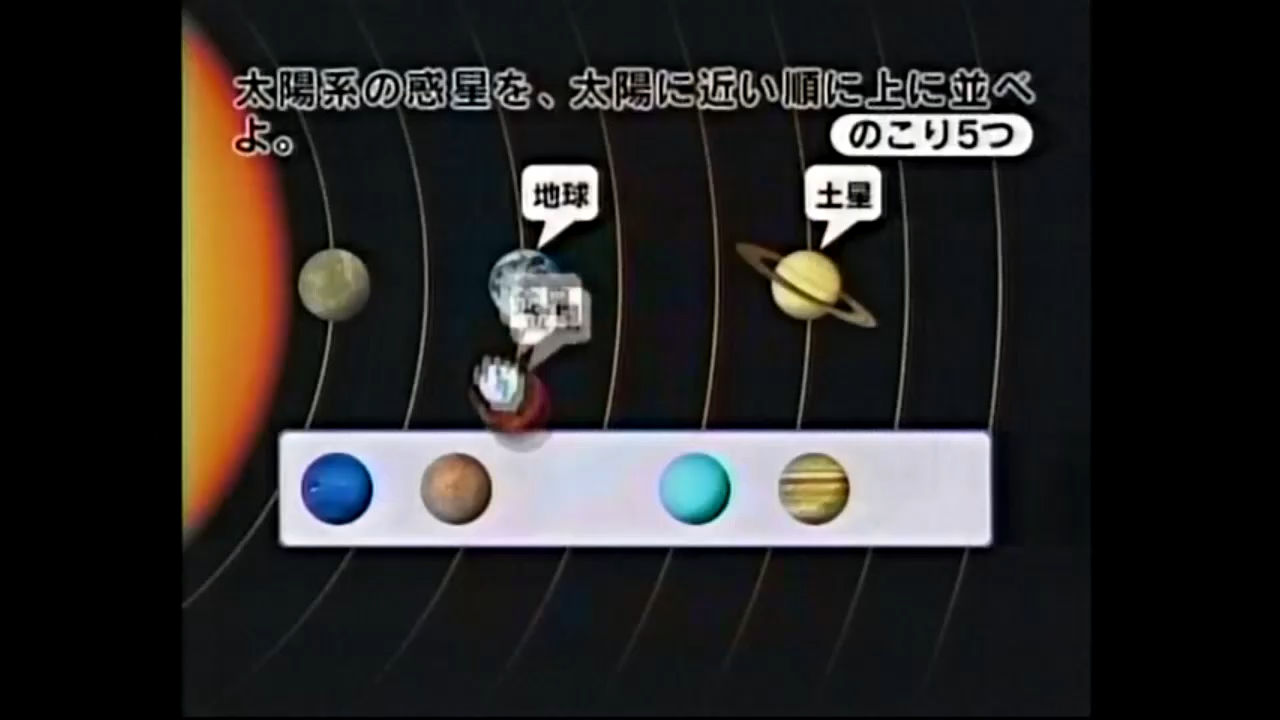 太陽系の惑星を、太陽に近い順に上に並べ
よ。
のこり5つ
地球
土星